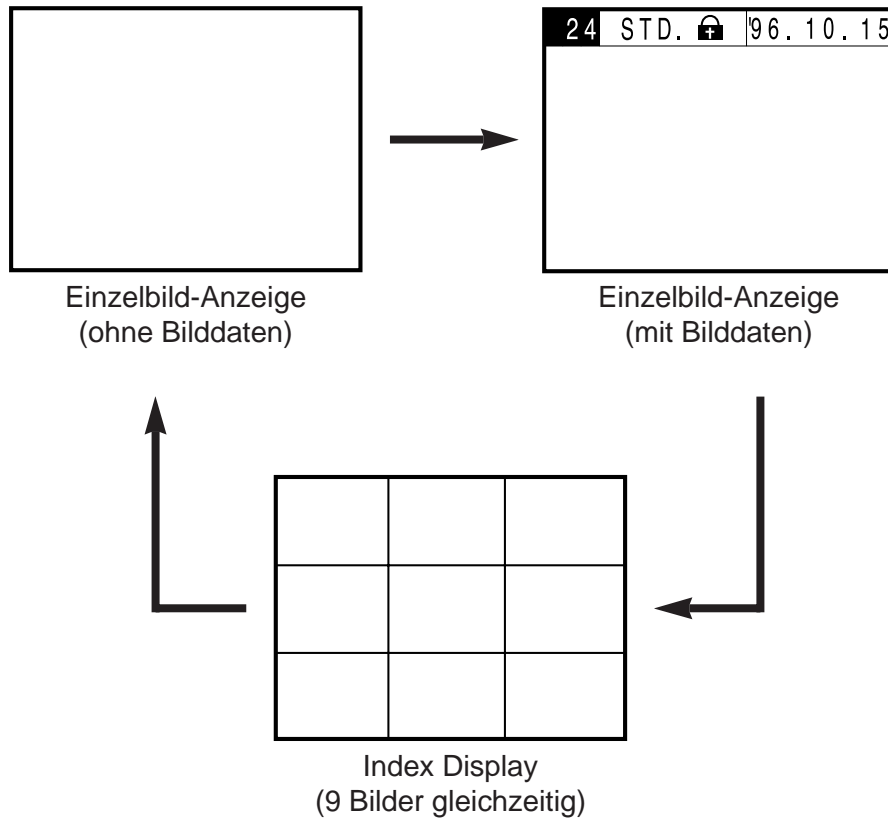 24 STD. '96.10.15
Einzelbild-Anzeige
(ohne Bilddaten)
Einzelbild-Anzeige
(mit Bilddaten)
Index Display
(9 Bilder gleichzeitig)